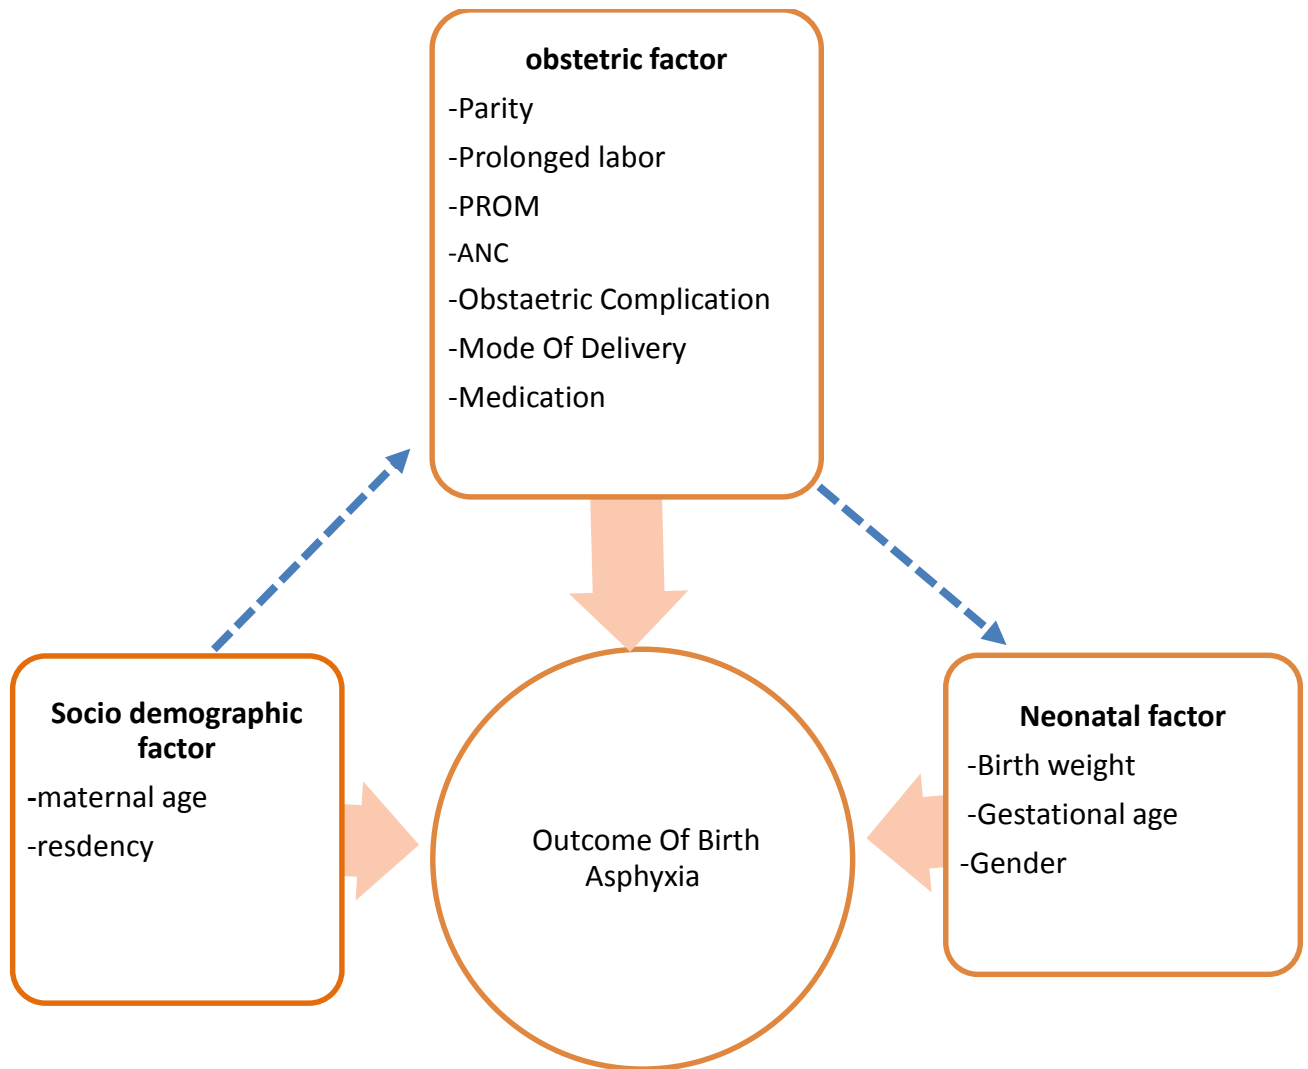 obstetric factor
-Parity
-Prolonged labor
-PROM
-ANC
-Obstaetric Complication
-Mode Of Delivery
-Medication
Socio demographic
factor
-maternal age
-resdency
Outcome Of Birth
Asphyxia
Neonatal factor
-Birth weight
-Gestational age
-Gender